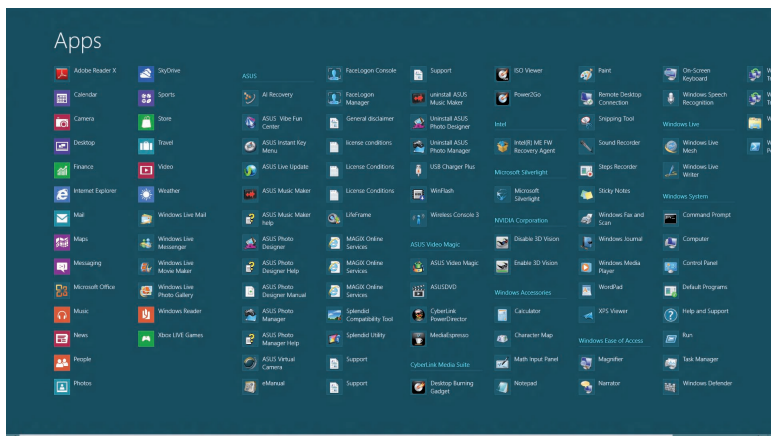 Apps
Adobe Reader X
Calendar
Camera
Desktop
Finance
Internet Explorer
Mail
Maps
Messaging
Microsoft Office
Music
News
People
Photos
SkyDrive
Sports
Store
Travel
Video
Weather
Windows Live Mail
Windows Live
Messenger
Windows Live
Movie Maker
Windows Live
Photo Gallery
Windows Reader
Xbox LIVE Games
ASUS
AI Recovery
ASUS Vibe Fun
Center
ASUS Instant Key
Menu
ASUS Live Update
ASUS Music Maker
ASUS Music Maker
help
ASUS Photo
Designer
ASUS Photo
Designer Help
ASUS Photo
Designer Manual
ASUS Photo
Manager
ASUS Photo
Manager Help
ASUS Virtual
Camera
eManual
FaceLogon Console
FaceLogon
Manager
General disclaimer
license conditions
License Conditions
License Conditions
LifeFrame
MAGIX Online
Services
MAGIX Online
Services
MAGIX Online
Services
Splendid
Compatibility Tool
Splendid Utility
Support
Support
Support
uninstall ASUS
Music Maker
Uninstall ASUS
Photo Designer
Uninstall ASUS
Photo Manager
USB Charger Plus
WinFlash
Wireless Console 3
ASUS Video Magic
ASUS Video Magic
ASUSDVD
CyberLink
PowerDirector
MediaEspresso
CyberLink Media Suite
Desktop Burning
Gadget
ISO Viewer
Power2Go
Intel
Intel(R) ME FW
Recovery Agent
Microsoft Silverlight
Microsoft
Silverlight
NVIDIA Corporation
Disable 3D Vision
Enable 3D Vision
Windows Accessories
Calculator
Character Map
Math Input Panel
Notepad
Paint
Remote Desktop
Connection
Snipping Tool
Sound Recorder
Steps Recorder
Sticky Notes
Windows Fax and
Scan
Windows Journal
Windows Media
Player
WordPad
XPS Viewer
Windows Ease of Access
Magnifier
Narrator
On-Screen
Keyboard
Windows Speech
Recognition
Windows Live
Windows Live
Mesh
Windows Live
Writer
Windows System
Command Prompt
Computer
Control Panel
Default Programs
Help and Support
Run
Task Manager
Windows Defender